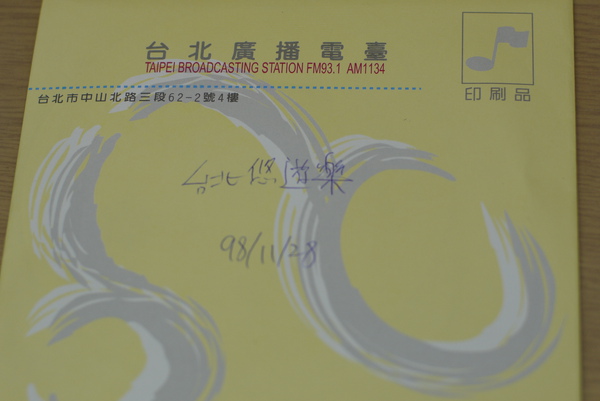 台北廣播電臺
TAIPEI BROADCASTING STATION FM93.1 AM1134
印刷品
台北市中山北路三段62-2號4樓
台北悠遊樂
98/11/28